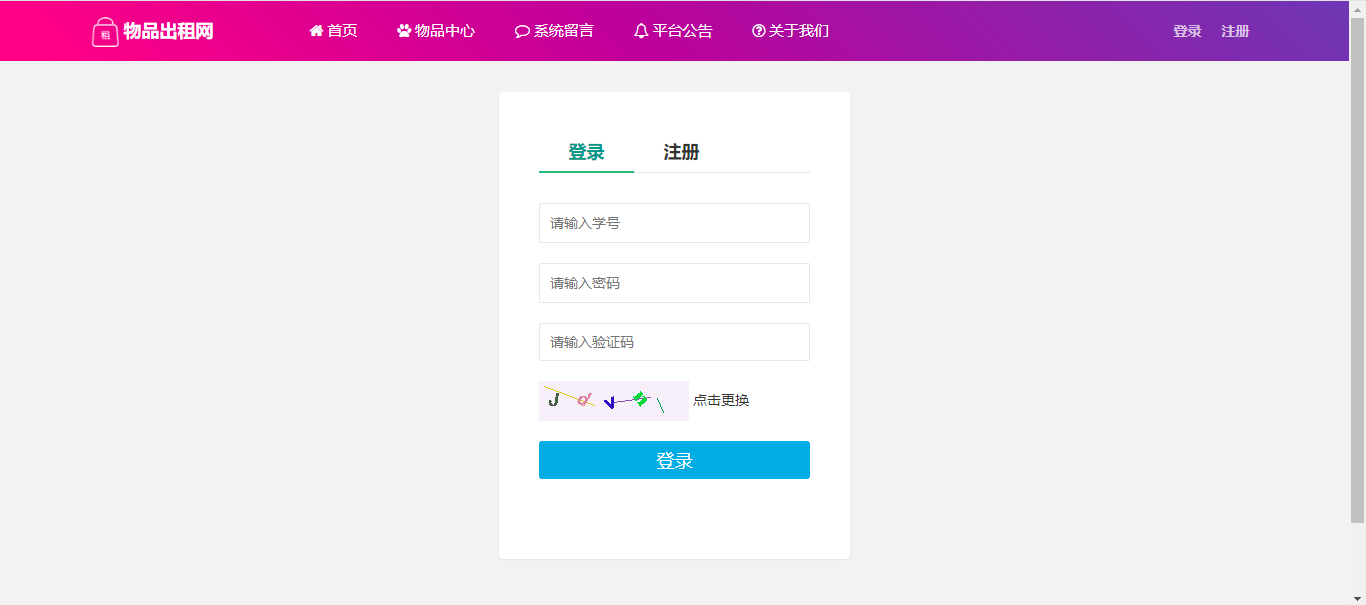 租 物品出租网 首页 物品中心 系统留言 平台公告 关于我们 登录 注册
登录 注册
请输入学号
请输入密码
请输入验证码
点击更换
登录